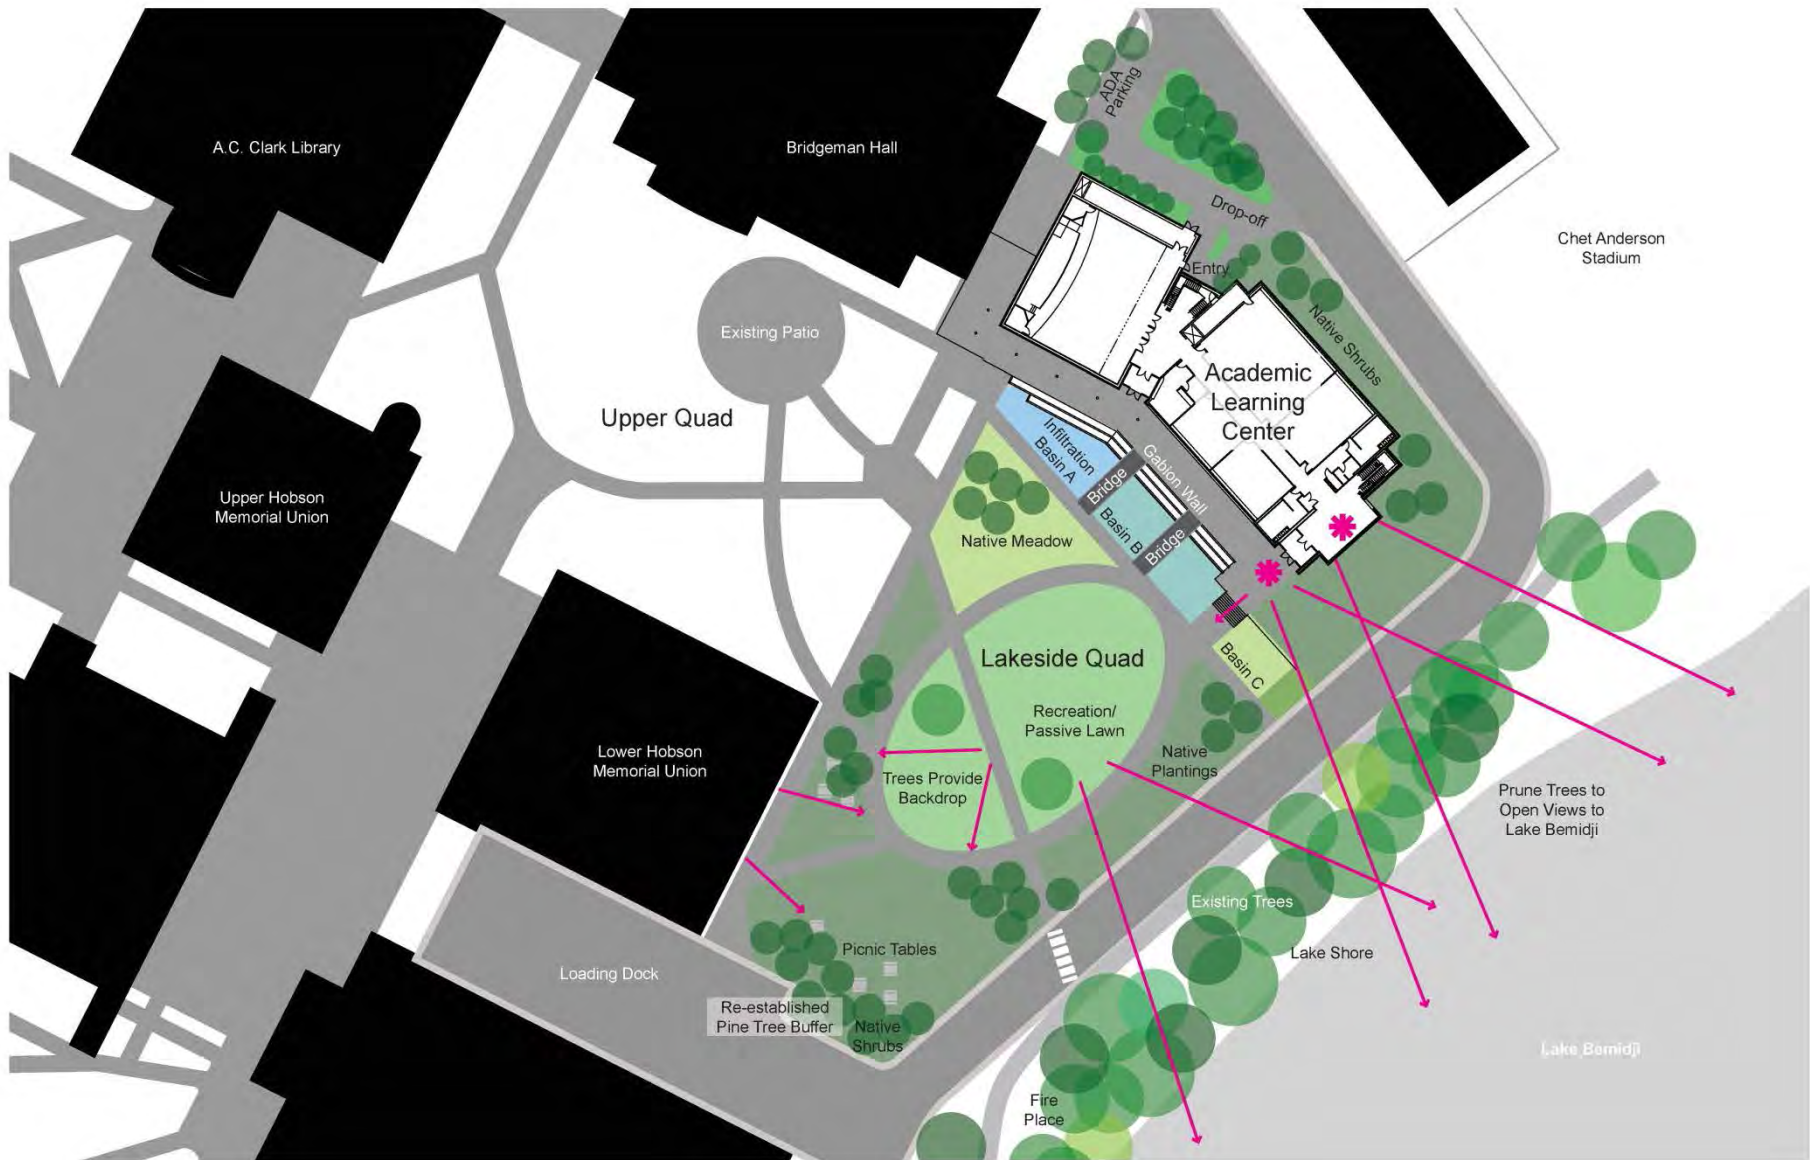 ADA
Parking
A.C. Clark Library
Bridgeman Hall
Drop-off
Chet Anderson
Stadium
Entry
Existing Patio
Native Shrubs
Academic
Learning
Center
Upper Quad
Infiltration
Basin A
Gabion Wall
Bridge
Upper Hobson
Memorial Union
Basin B
Bridge
Native Meadow
Lakeside Quad
Basin C
Recreation/
Passive Lawn
Lower Hobson
Memorial Union
Native
Plantings
Trees Provide
Backdrop
Prune Trees to
Open Views to
Lake Bemidji
Existing Trees
Picnic Tables
Lake Shore
Loading Dock
Re-established
Pine Tree Buffer
Native
Shrubs
Lake Bemidji
Fire
Place